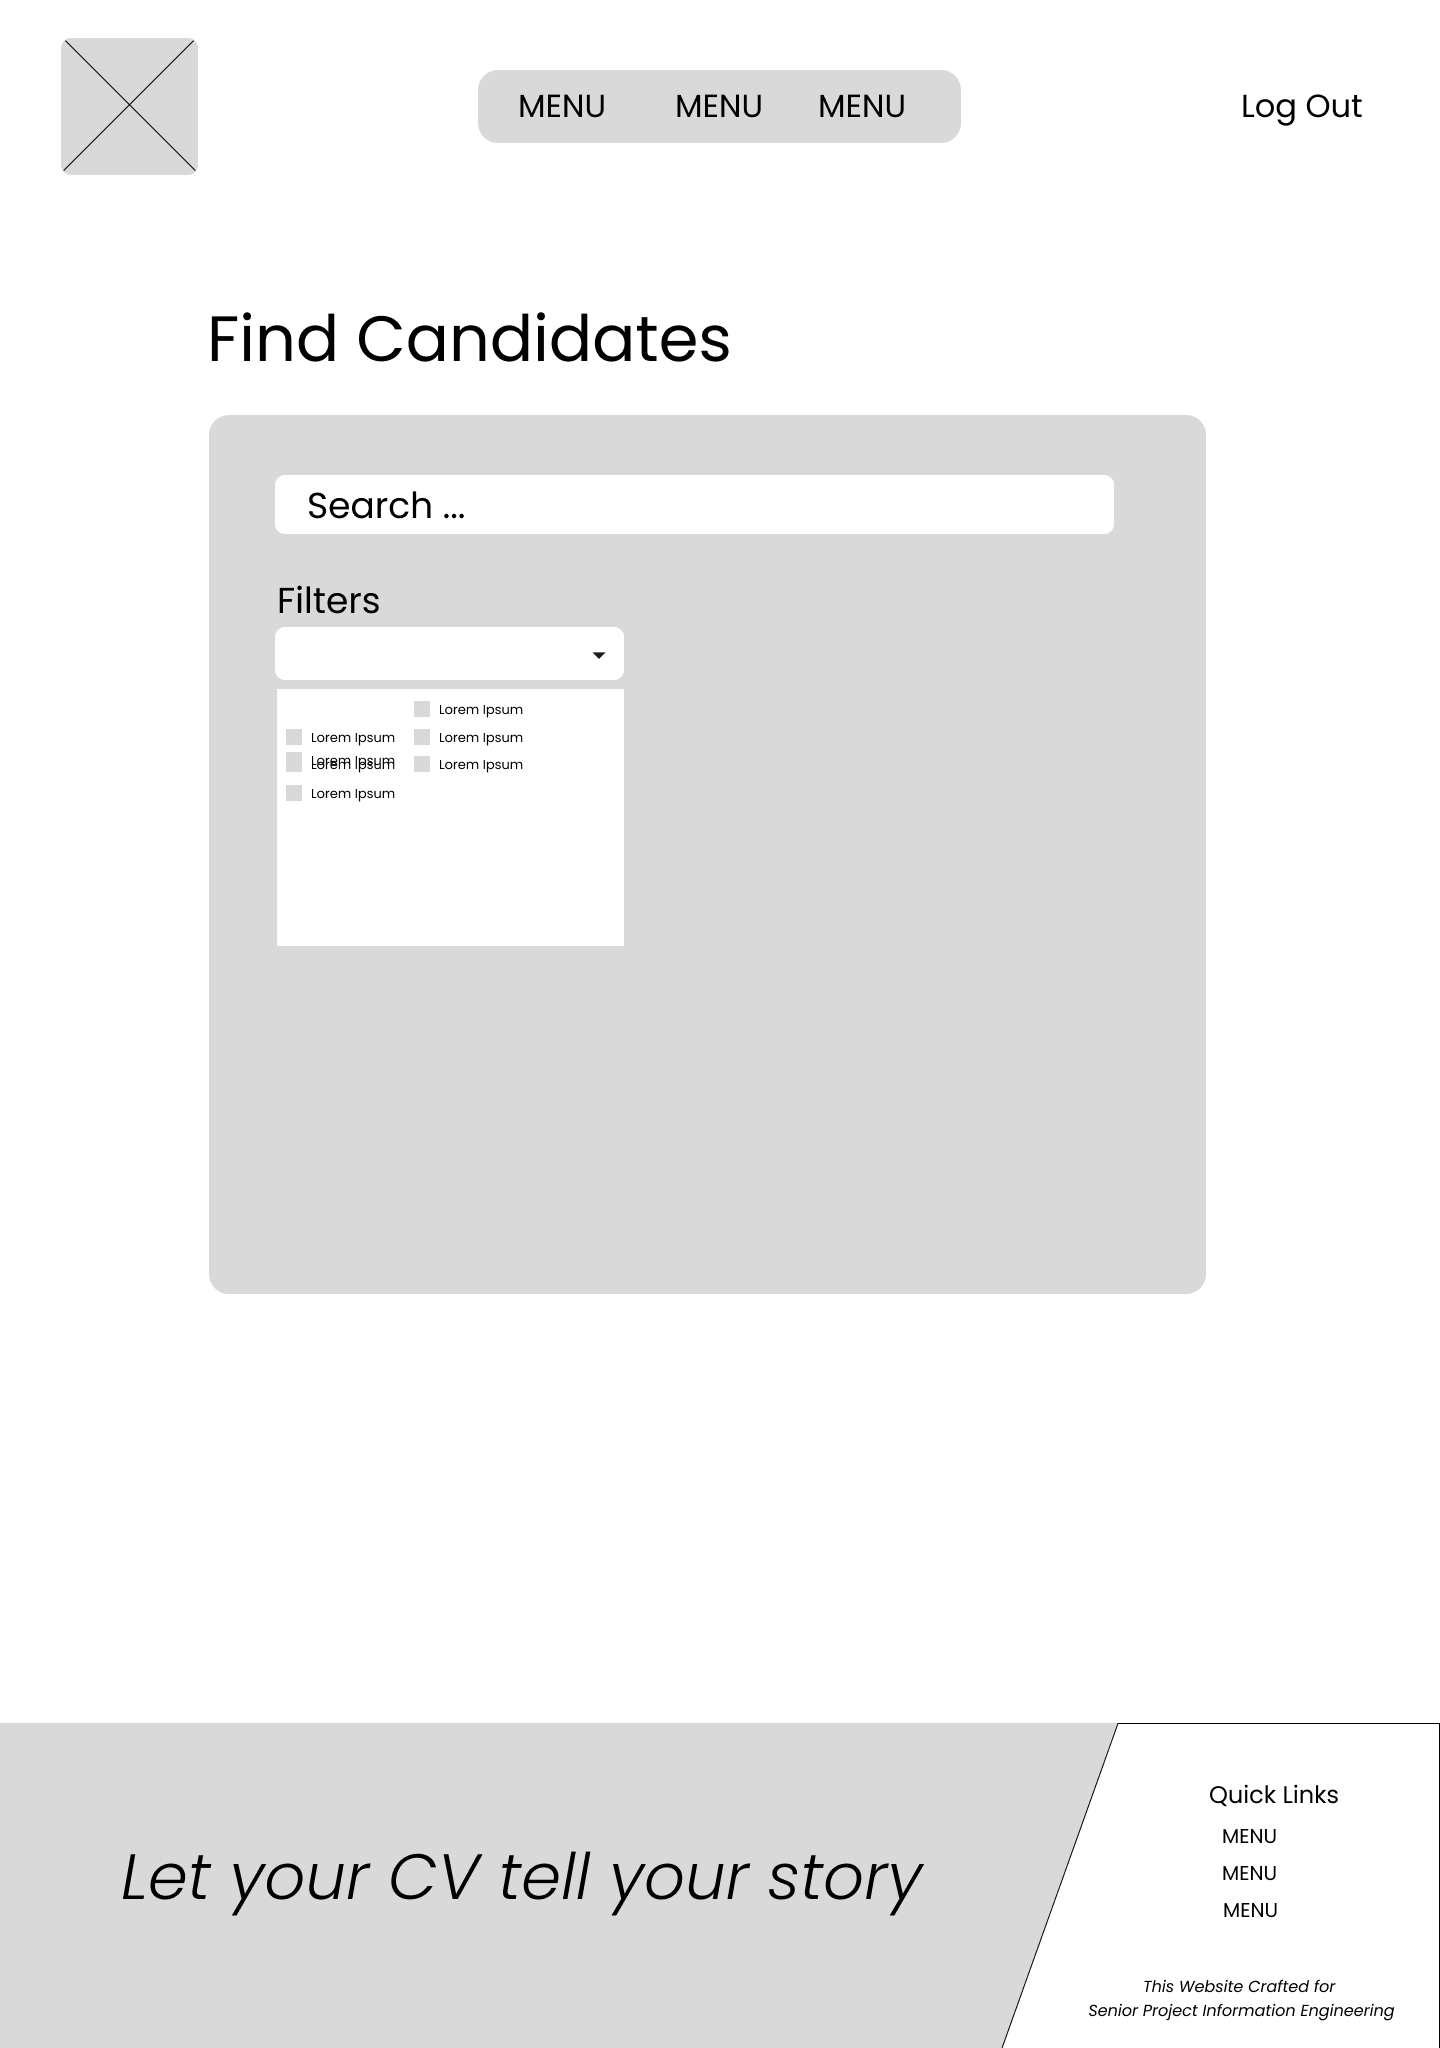 MENU MENU MENU Log Out
Find Candidates
Search ...
Filters
Lorem Ipsum
Lorem Ipsum Lorem Ipsum
Lorem Ipsum
Lorem Ipsum Lorem Ipsum
Lorem Ipsum
Let your CV tell your story
Quick Links
MENU
MENU
MENU
This Website Crafted for
Senior Project Information Engineering